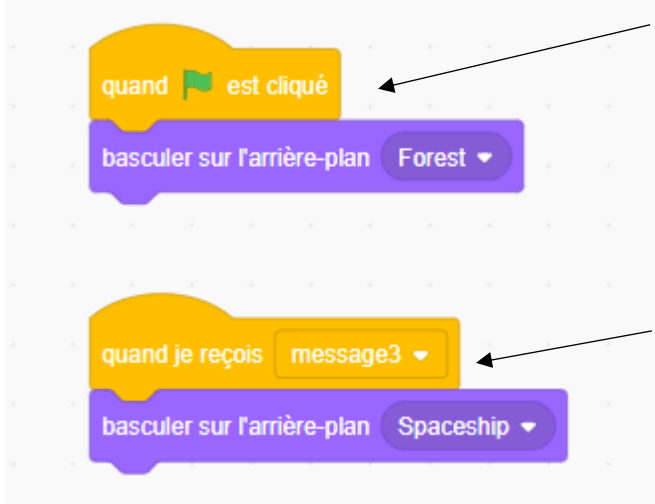 quand est cliqué
basculer sur l'arrière-plan Forest
quand je reçois message3
basculer sur l'arrière-plan Spaceship